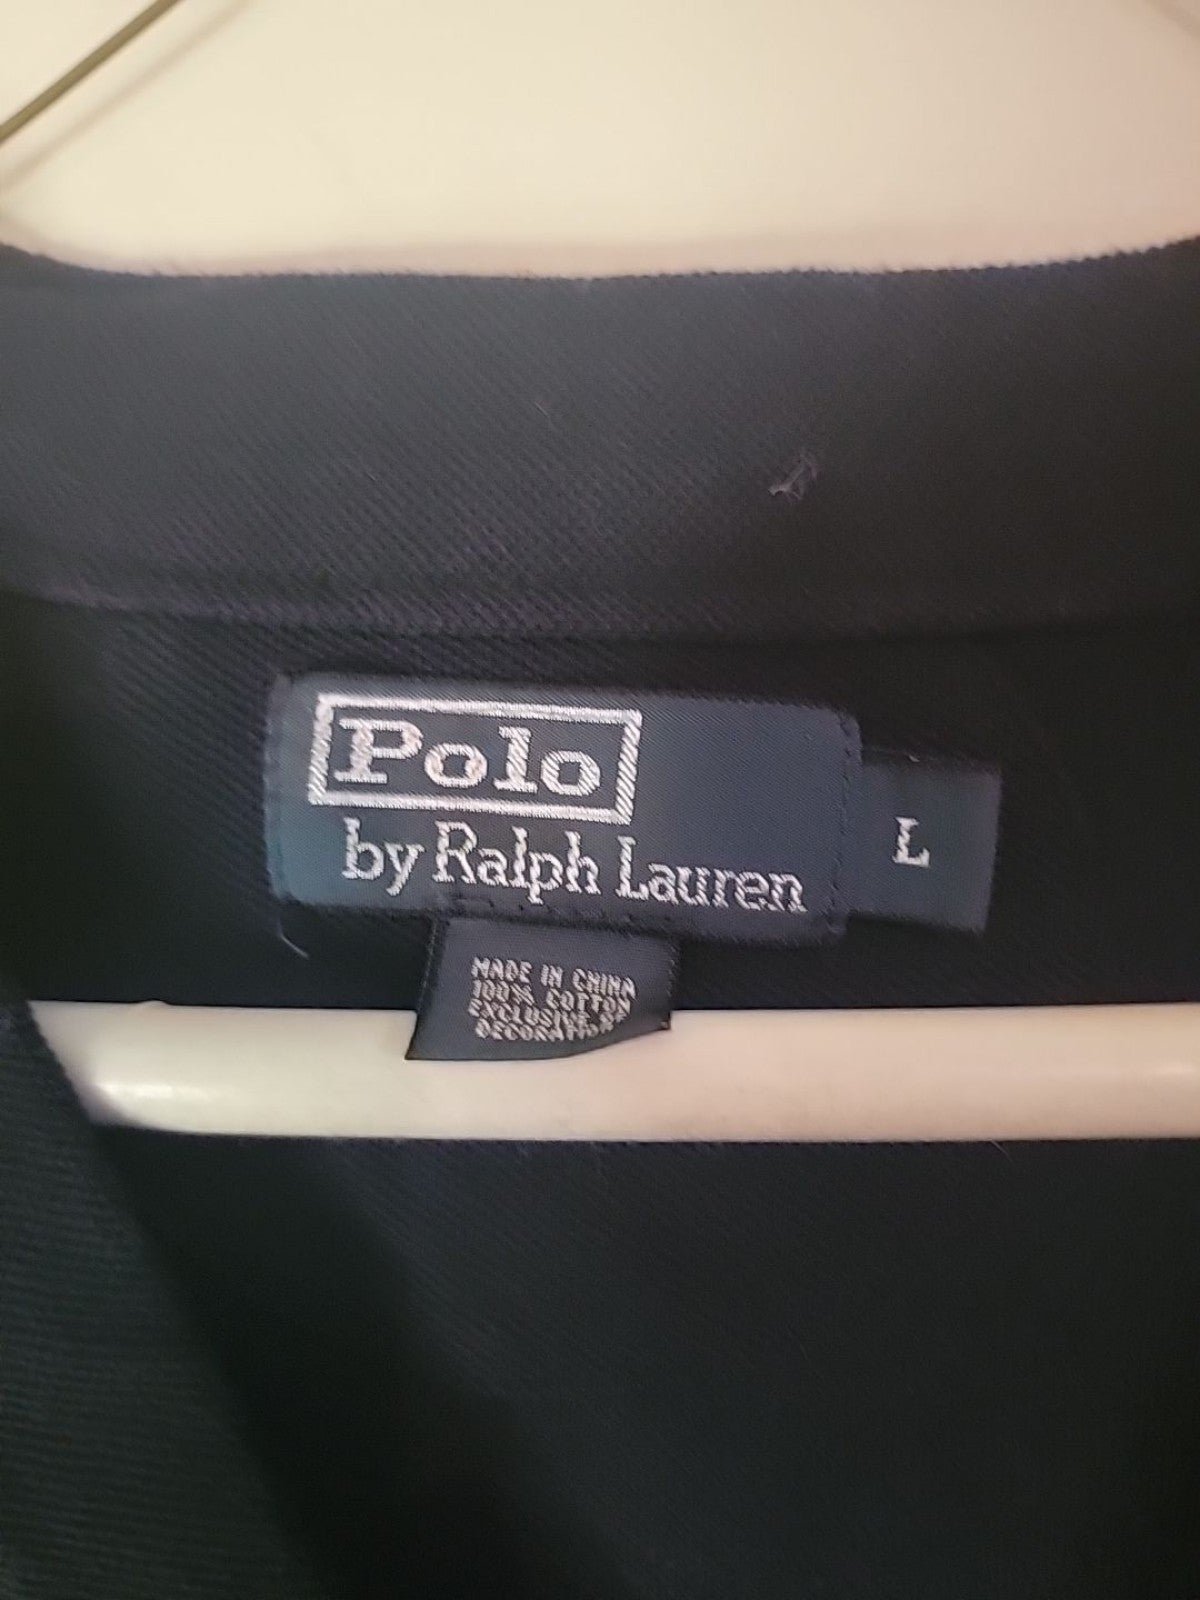 Polo
by Ralph Lauren
L
MADE IN CHINA
100% COTTON
EXCLUSIVE OF
DECORATION